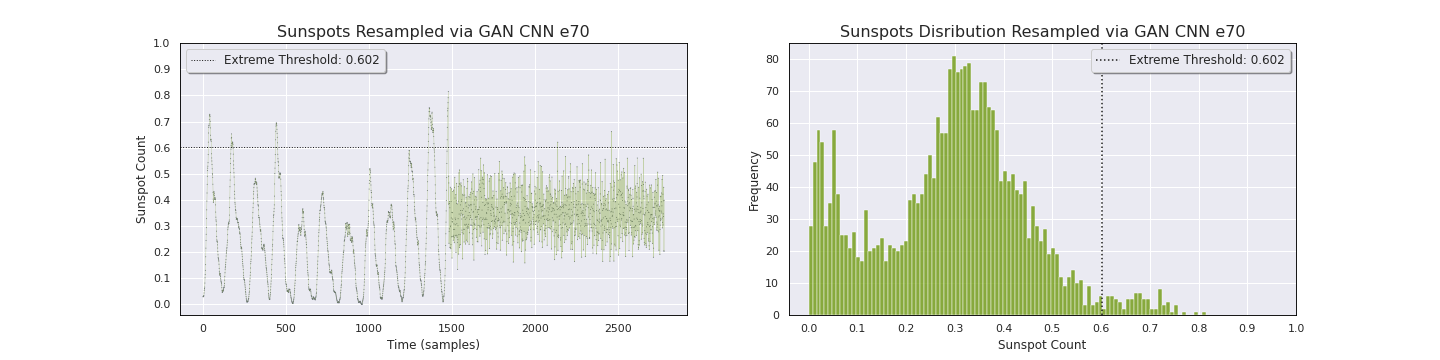 Sunspots Resampled via GAN CNN e70
Extreme Threshold: 0.602
Sunspot Count
1.0
0.9
0.8
0.7
0.6
0.5
0.4
0.3
0.2
0.1
0.0
0 500 1000 1500 2000 2500
Time (samples)
Sunspots Disribution Resampled via GAN CNN e70
Extreme Threshold: 0.602
Frequency
80
70
60
50
40
30
20
10
0
0.0 0.1 0.2 0.3 0.4 0.5 0.6 0.7 0.8 0.9 1.0
Sunspot Count